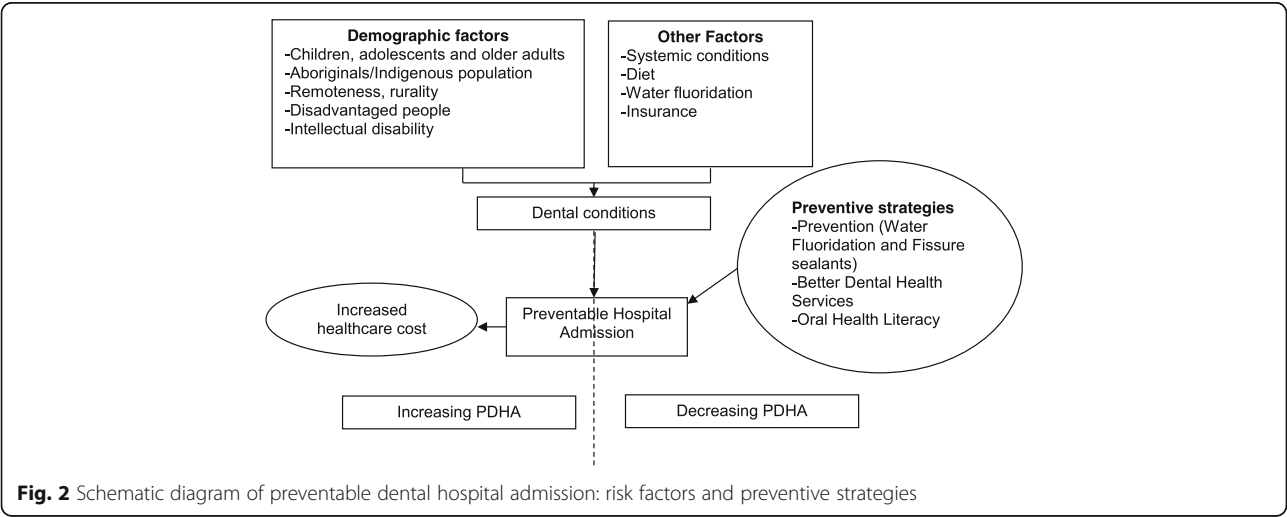 Demographic factors
-Children, adolescents and older adults
-Aboriginals/Indigenous population
-Remoteness, rurality
-Disadvantaged people
-Intellectual disability
Other Factors
-Systemic conditions
-Diet
-Water fluoridation
-Insurance
Dental conditions
Preventive strategies
-Prevention (Water
Fluoridation and Fissure
sealants)
-Better Dental Health
Services
-Oral Health Literacy
Increased
healthcare cost
Preventable Hospital
Admission
Increasing PDHA
Decreasing PDHA
Fig. 2 Schematic diagram of preventable dental hospital admission: risk factors and preventive strategies